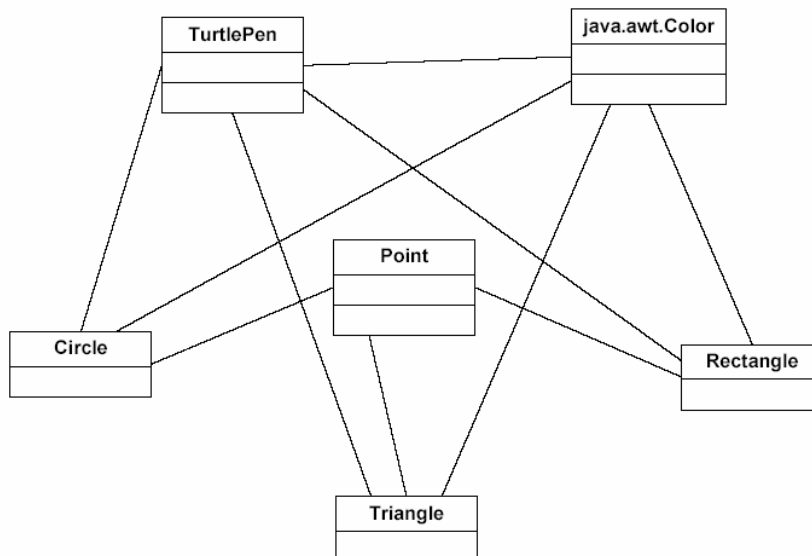 TurtlePen
java.awt.Color
Point
Circle
Rectangle
Triangle